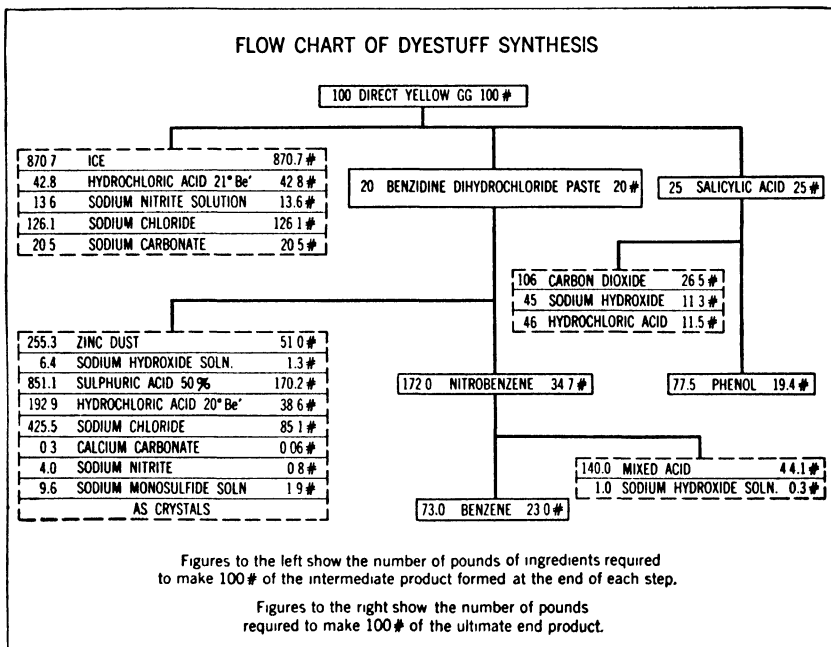 FLOW CHART OF DYESTUFF SYNTHESIS
100 DIRECT YELLOW GG 100#
870 7 ICE 870.7#
42.8 HYDROCHLORIC ACID 21° Be' 42 8#
13 6 SODIUM NITRITE SOLUTION 13.6#
126.1 SODIUM CHLORIDE 126 1#
20 5 SODIUM CARBONATE 20 5#
20 BENZIDINE DIHYDROCHLORIDE PASTE 20#
25 SALICYLIC ACID 25#
106 CARBON DIOXIDE 26 5#
45 SODIUM HYDROXIDE 11 3#
46 HYDROCHLORIC ACID 11.5#
255.3 ZINC DUST 51 0#
6.4 SODIUM HYDROXIDE SOLN. 1.3#
851.1 SULPHURIC ACID 50% 170.2#
192 9 HYDROCHLORIC ACID 20° Be' 38 6#
425.5 SODIUM CHLORIDE 85 1#
0 3 CALCIUM CARBONATE 0 06#
4.0 SODIUM NITRITE 0 8#
9.6 SODIUM MONOSULFIDE SOLN 1 9#
AS CRYSTALS
172 0 NITROBENZENE 34 7#
77.5 PHENOL 19.4#
140.0 MIXED ACID 44.1#
1.0 SODIUM HYDROXIDE SOLN. 0.3#
73.0 BENZENE 23 0#
Figures to the left show the number of pounds of ingredients required
to make 100# of the intermediate product formed at the end of each step.
Figures to the right show the number of pounds
required to make 100# of the ultimate end product.